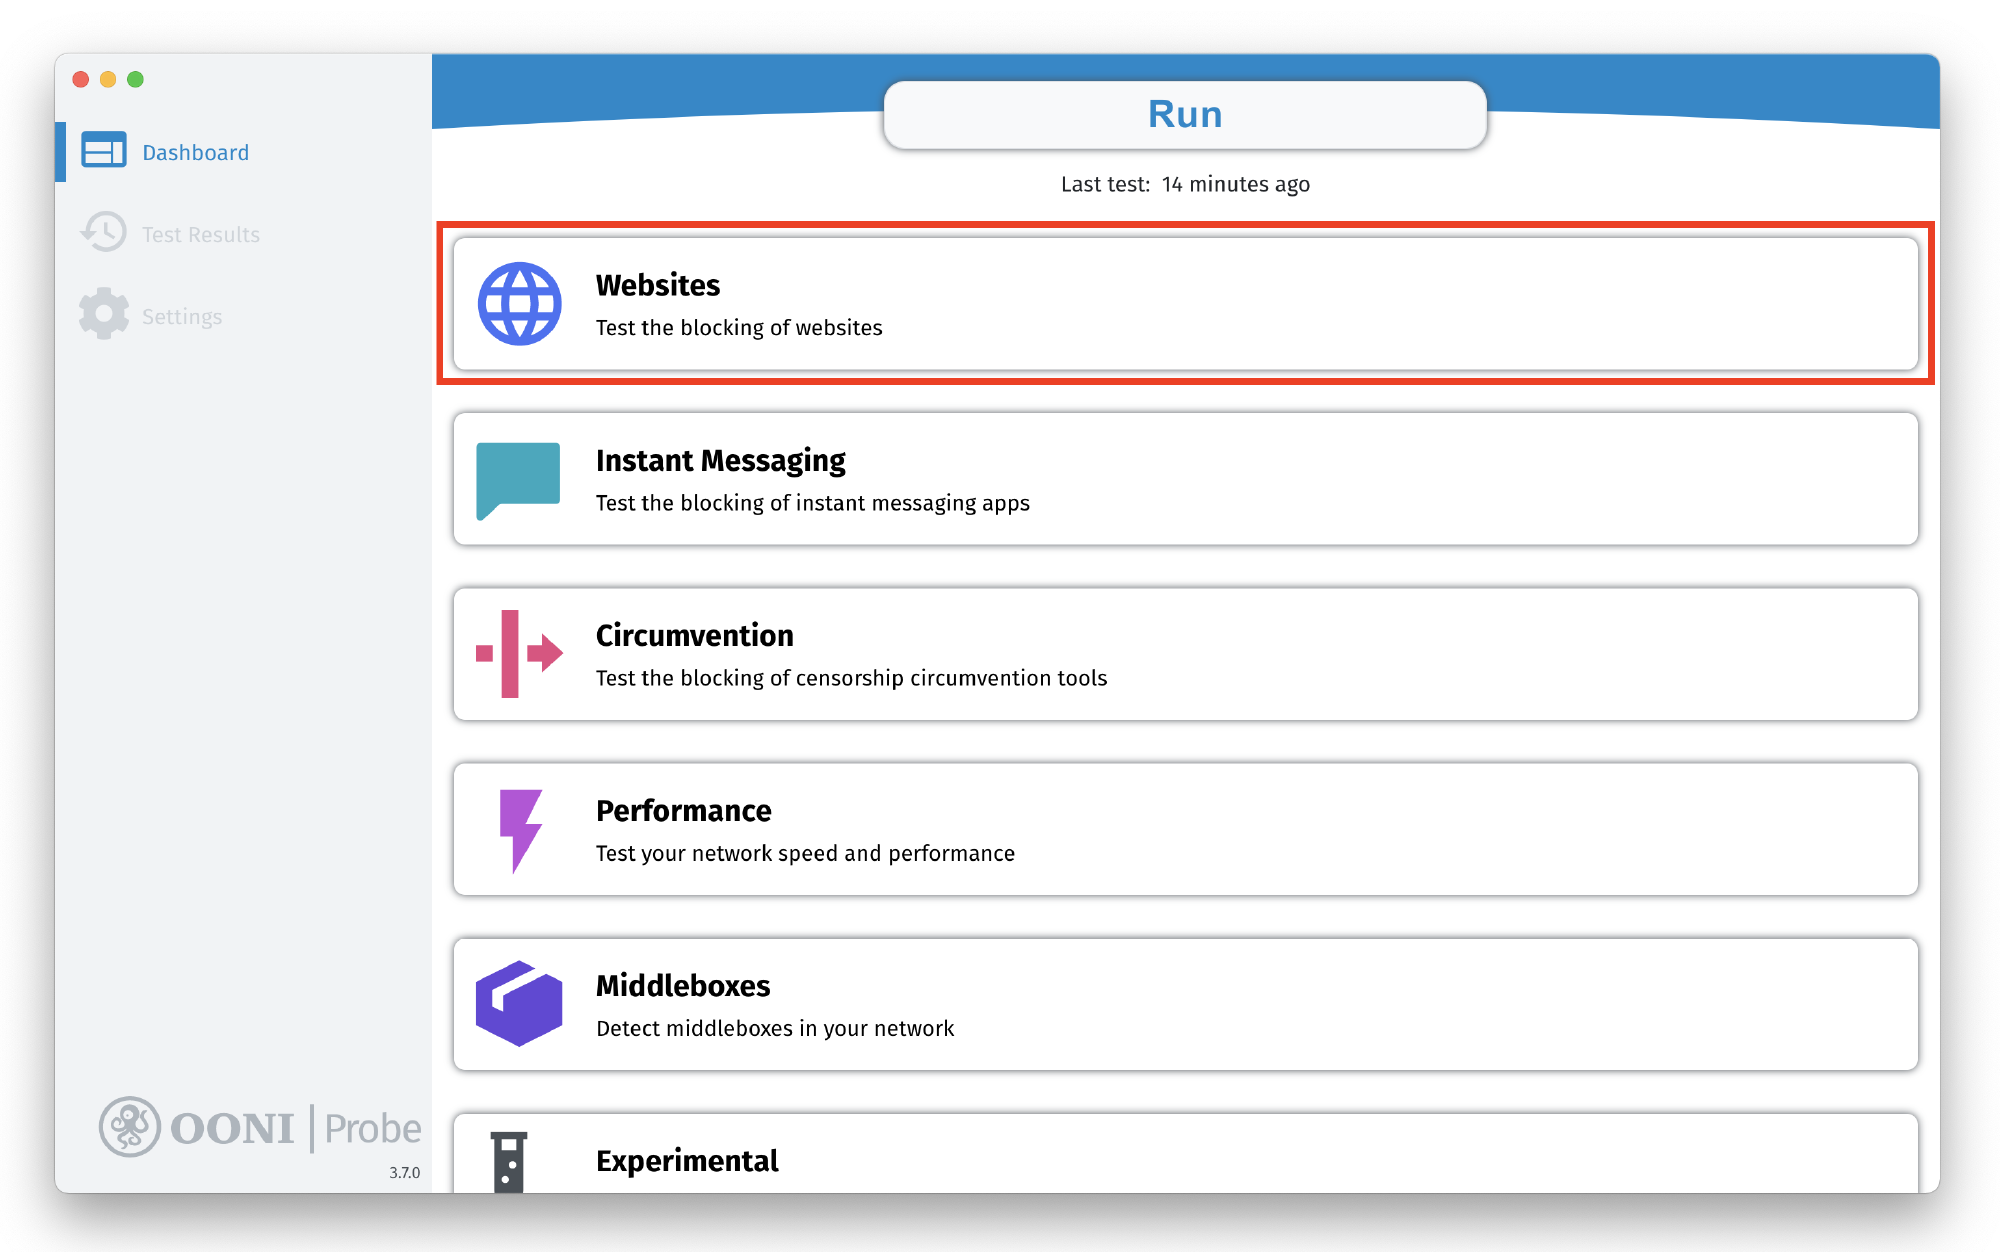 Dashboard
Test Results
Settings
OONI | Probe
3.7.0
Run
Last test: 14 minutes ago
Websites
Test the blocking of websites
Instant Messaging
Test the blocking of instant messaging apps
Circumvention
Test the blocking of censorship circumvention tools
Performance
Test your network speed and performance
Middleboxes
Detect middleboxes in your network
Experimental